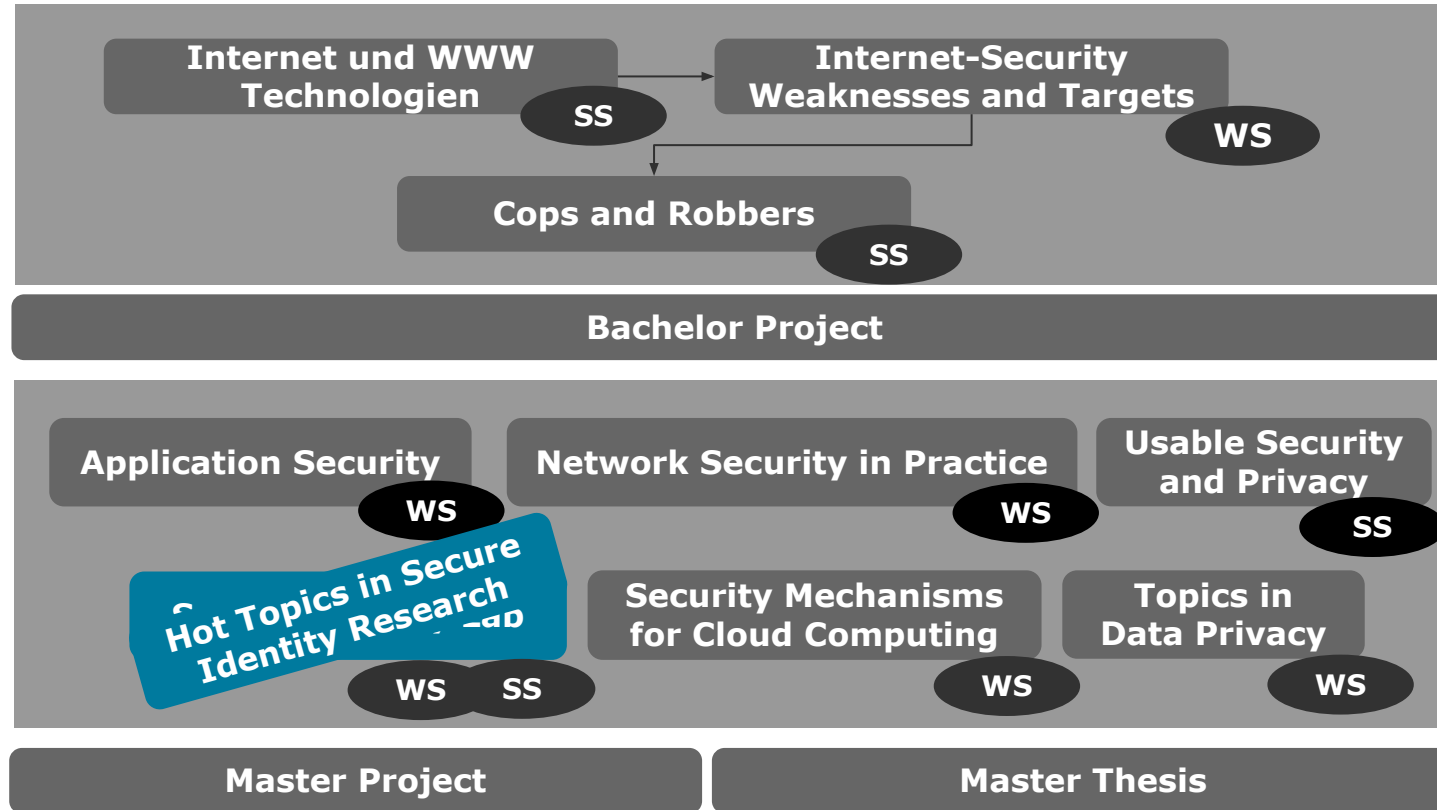 Internet und WWW
Technologien
SS
Internet-Security
Weaknesses and Targets
WS
Cops and Robbers
SS
Bachelor Project
Application Security
WS
Network Security in Practice
WS
Usable Security
and Privacy
SS
Hot Topics in Secure
Identity Research
WS
SS
Security Mechanisms
for Cloud Computing
WS
Topics in
Data Privacy
WS
Master Project
Master Thesis